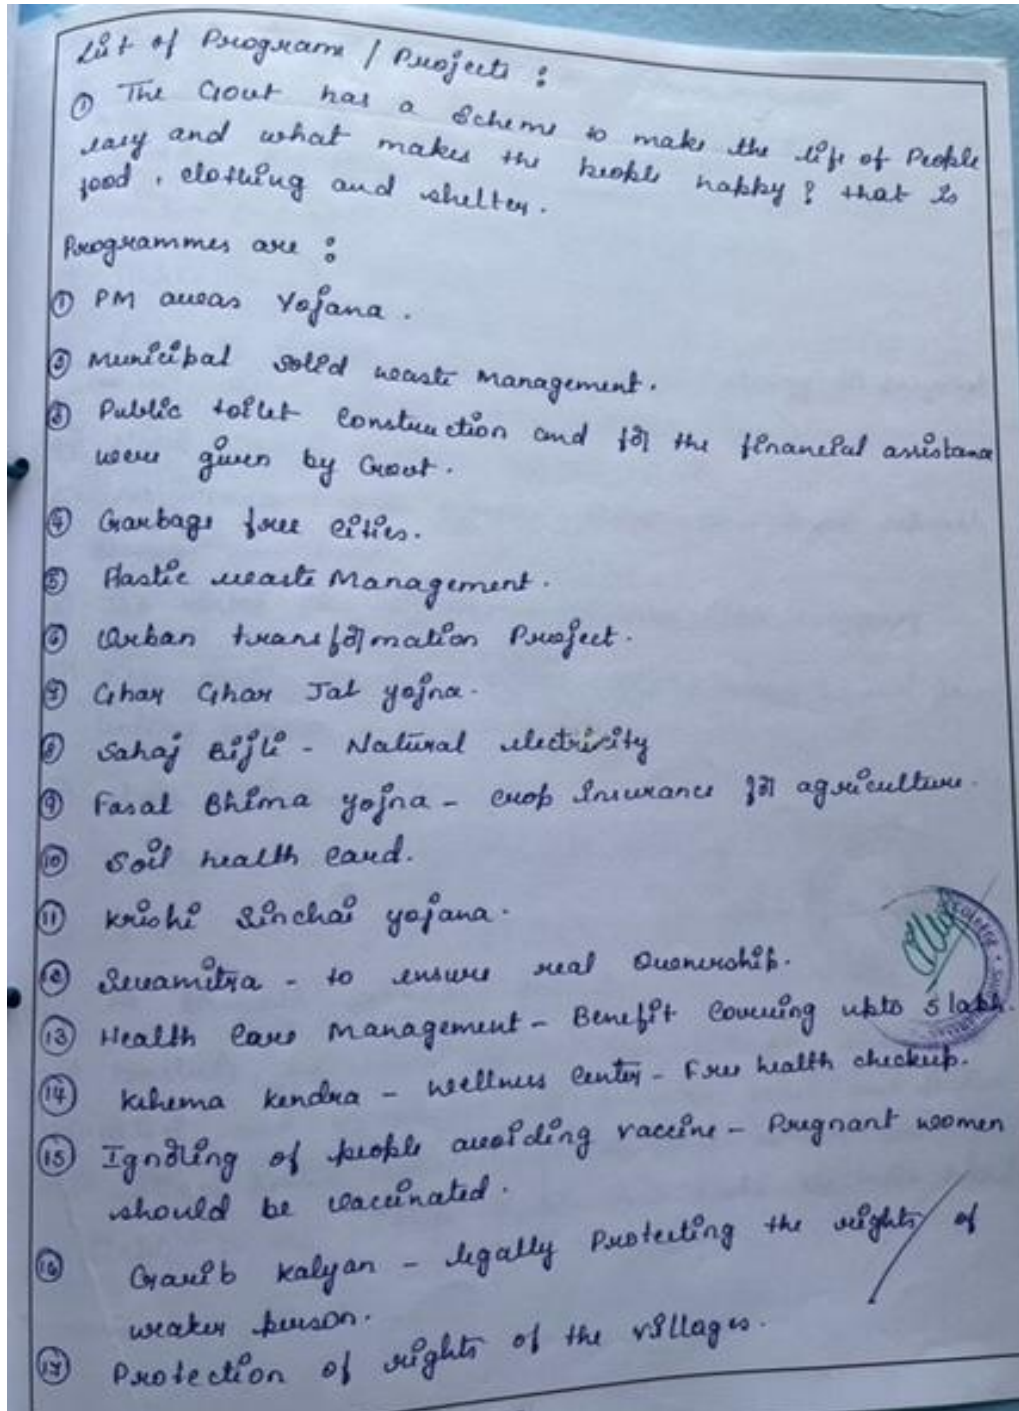 List of Programe / Projects :
① The Govt has a Scheme to make the life of People
easy and what makes the people happy ? that is
food , clothing and shelter.
Programmes are :
① PM awas Yojana .
② Municipal solid waste Management .
③ Public toilet Construction and for the financial assistance
were given by Govt .
④ Garbage free Cities.
⑤ Plastic waste Management .
⑥ Urban transformation Project .
⑦ Ghar Ghar Jal yojna .
⑧ Sahaj Bijli - Natural electricity
⑨ Fasal Bhima yojna - crop Insurance for agriculture .
⑩ Soil health Card .
⑪ Krishi Sinchai yojana .
⑫ Swamitra - to ensure real Ownership .
⑬ Health Care Management - Benefit Covering upto 5 lakh .
⑭ Kshema Kendra - Wellness Center - Free health checkup .
⑮ Ignoring of people avoiding vaccine - Pregnant women
should be Vaccinated .
⑯ Garib Kalyan - legally Protecting the rights of
weaker person .
⑰ Protection of rights of the villages .